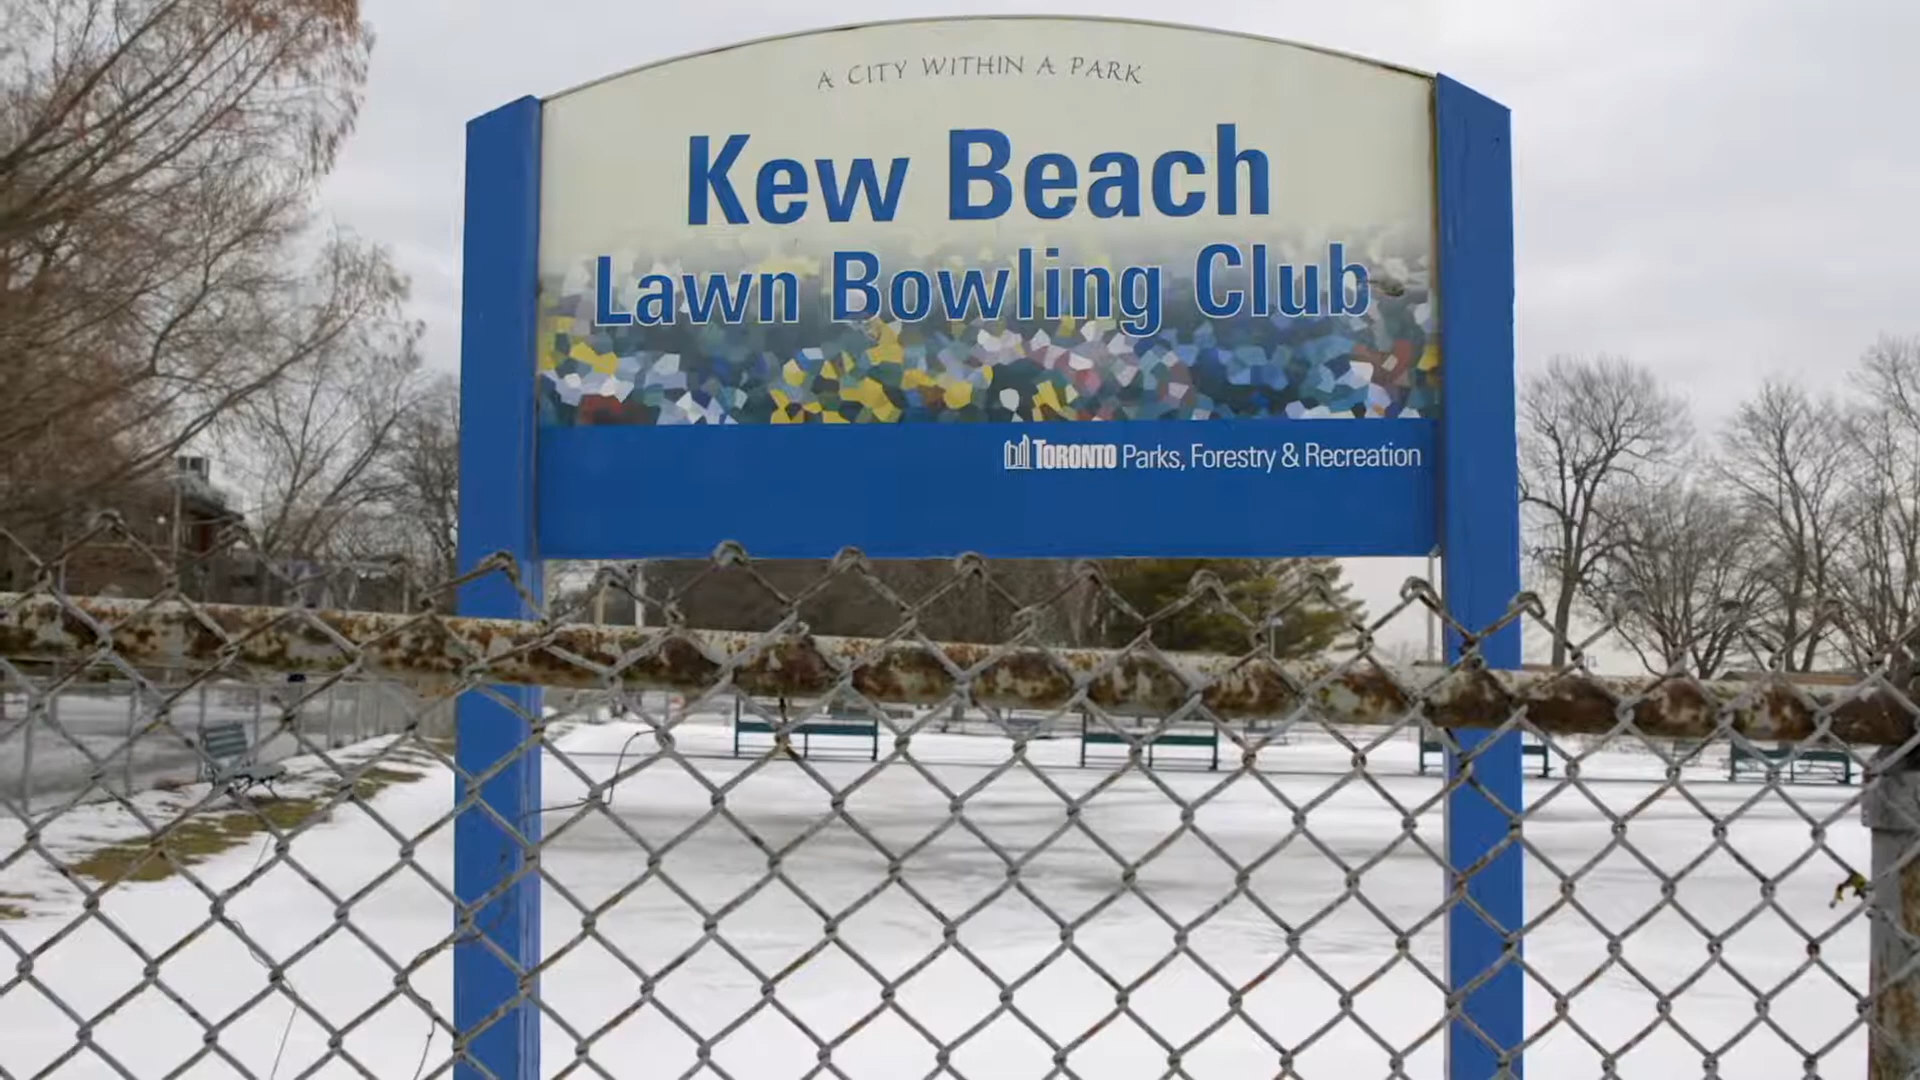 A CITY WITHIN A PARK
Kew Beach
Lawn Bowling Club
TORONTO Parks, Forestry & Recreation